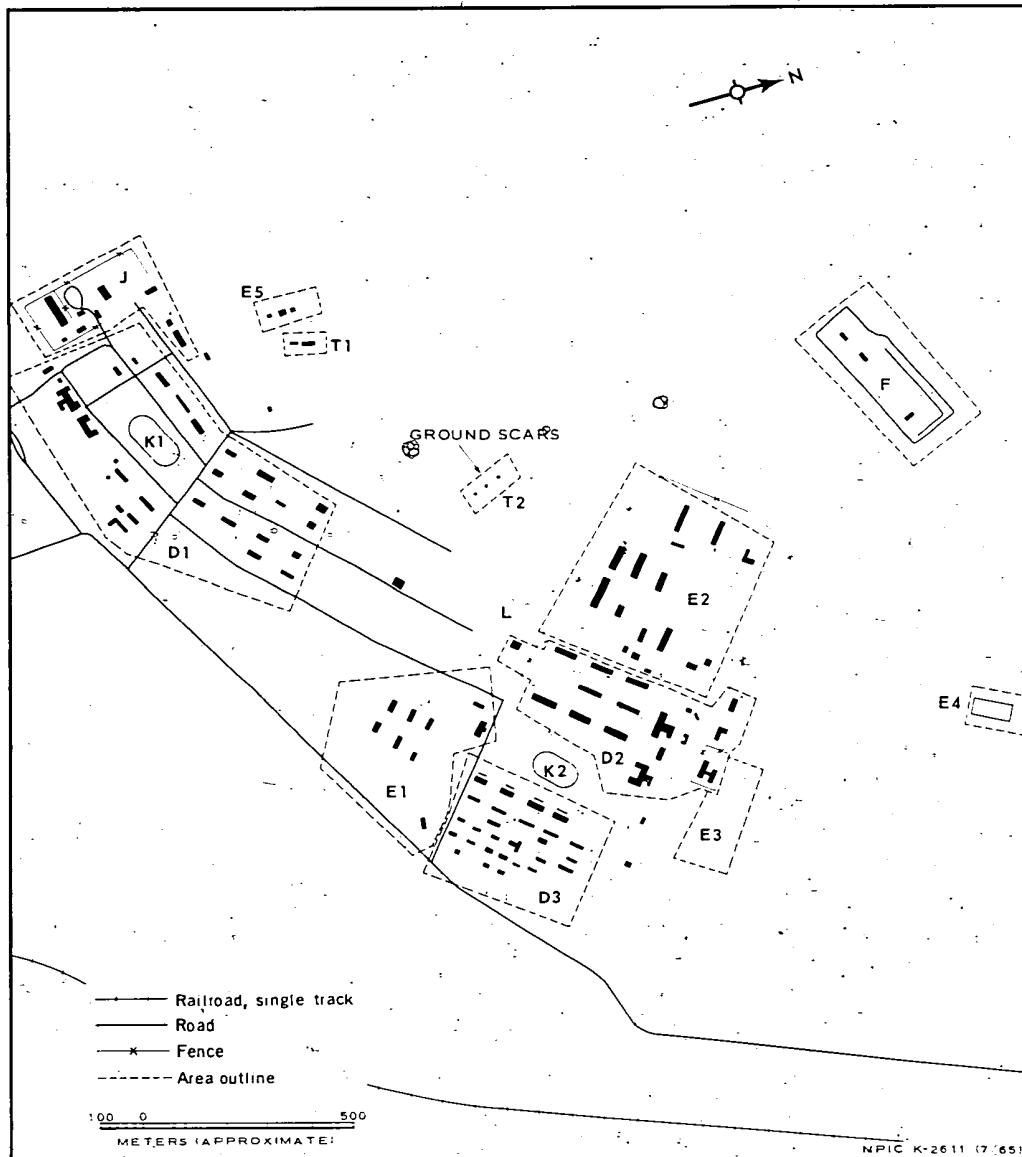 N
J
E5
T1
F
K1
GROUND SCARS
T2
D1
E2
L
E4
D2
K2
E1
E3
D3
Railroad, single track
Road
Fence
Area outline
100 0 500
METERS (APPROXIMATE)
NPIC K-2611 (7/65)